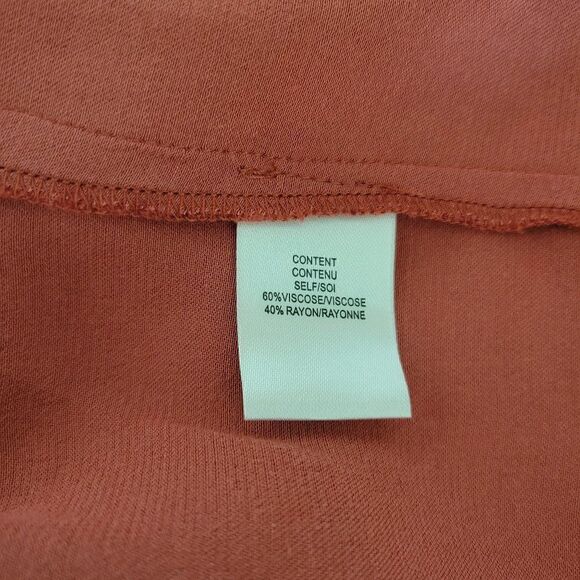 CONTENT
CONTENU
SELF/SOI
60%VISCOSE/VISCOSE
40% RAYON/RAYONNE